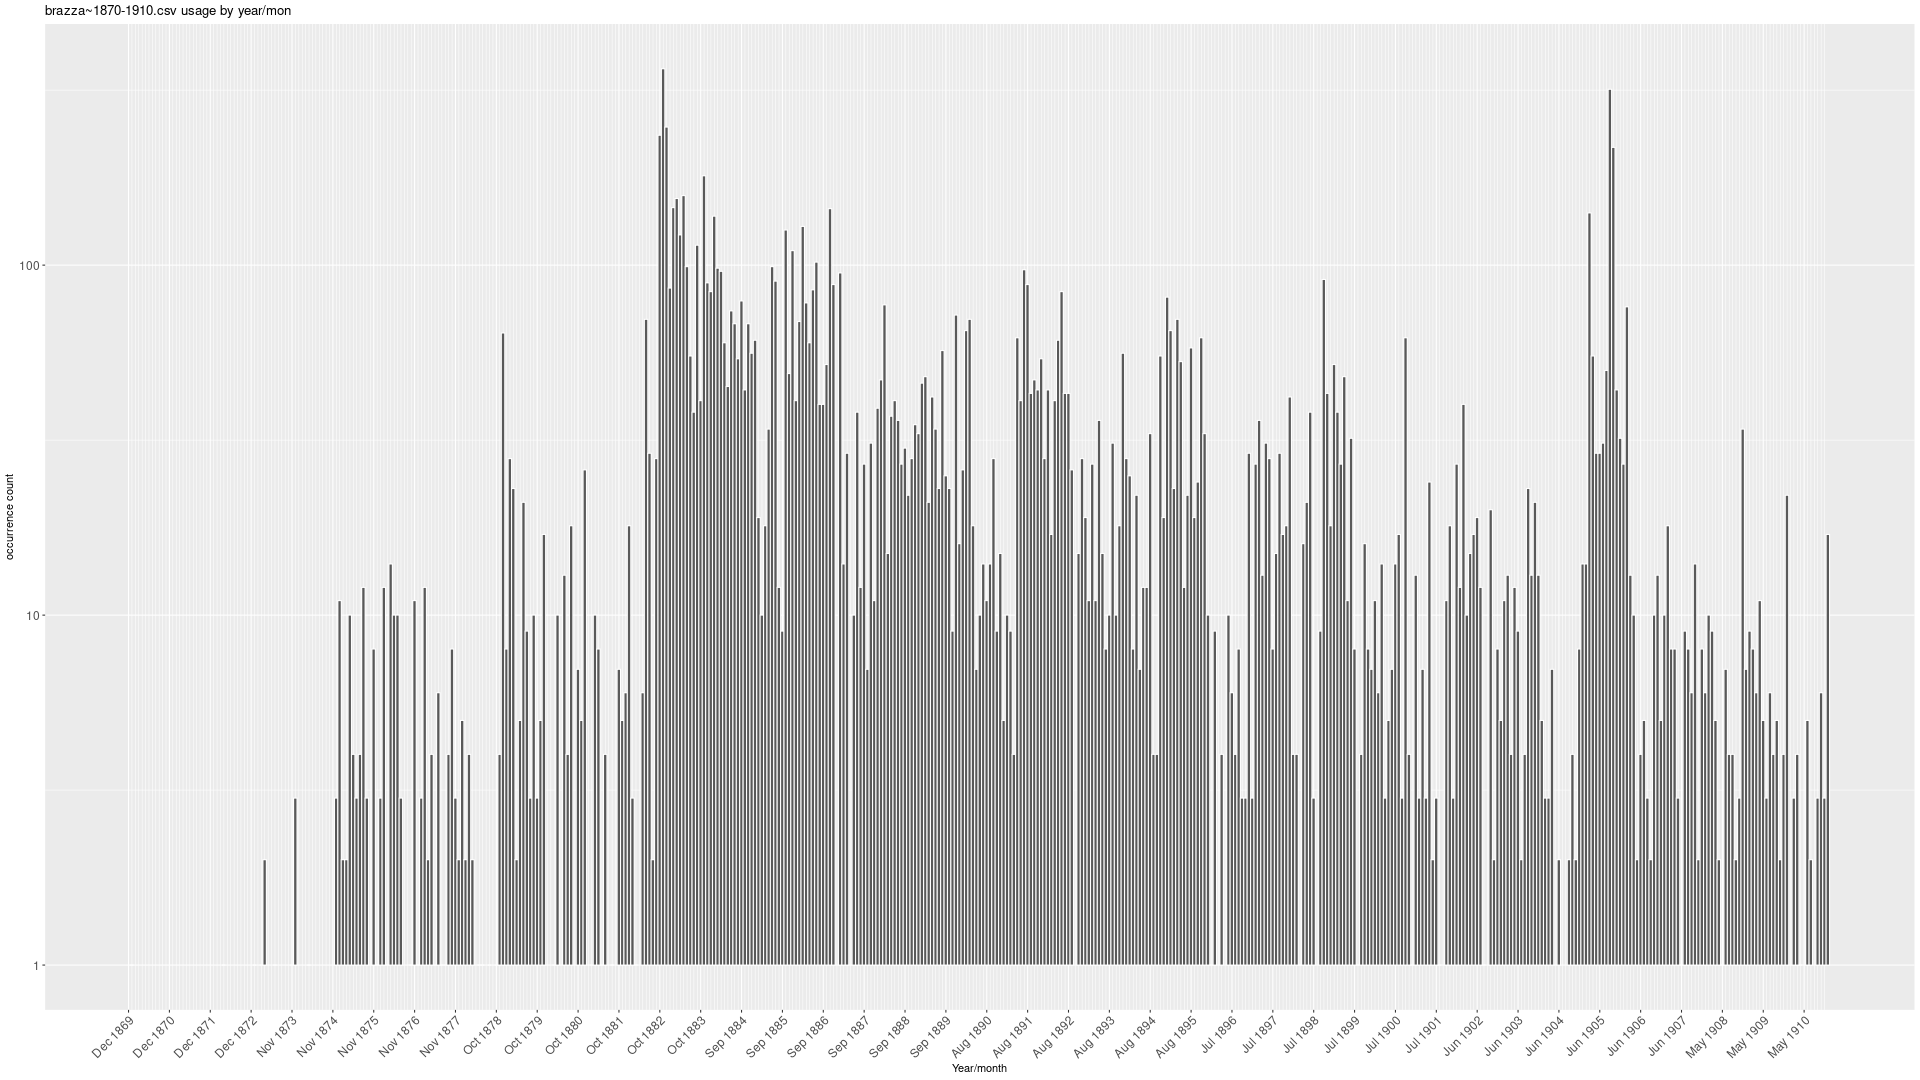 brazza~1870-1910.csv usage by year/mon
occurrence count
100
10
1
Dec 1869
Dec 1870
Dec 1871
Dec 1872
Nov 1873
Nov 1874
Nov 1875
Nov 1876
Nov 1877
Oct 1878
Oct 1879
Oct 1880
Oct 1881
Oct 1882
Oct 1883
Sep 1884
Sep 1885
Sep 1886
Sep 1887
Sep 1888
Sep 1889
Aug 1890
Aug 1891
Aug 1892
Aug 1893
Aug 1894
Aug 1895
Jul 1896
Jul 1897
Jul 1898
Jul 1899
Jul 1900
Jul 1901
Jun 1902
Jun 1903
Jun 1904
Jun 1905
Jun 1906
Jun 1907
May 1908
May 1909
May 1910
Year/month